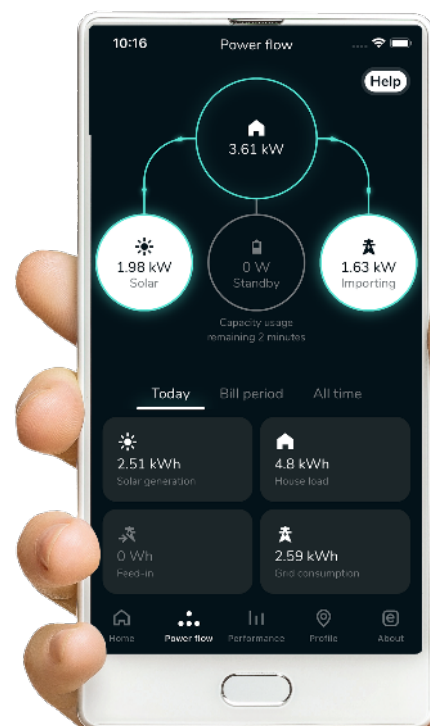 10:16
Power flow
Help
3.61 kW
1.98 kW
Solar
0 W
Standby
1.63 kW
Importing
Capacity usage
remaining 2 minutes
Today
Bill period
All time
2.51 kWh
Solar generation
4.8 kWh
House load
0 Wh
Feed-in
2.59 kWh
Grid consumption
Home
Power flow
Performance
Profile
e
About